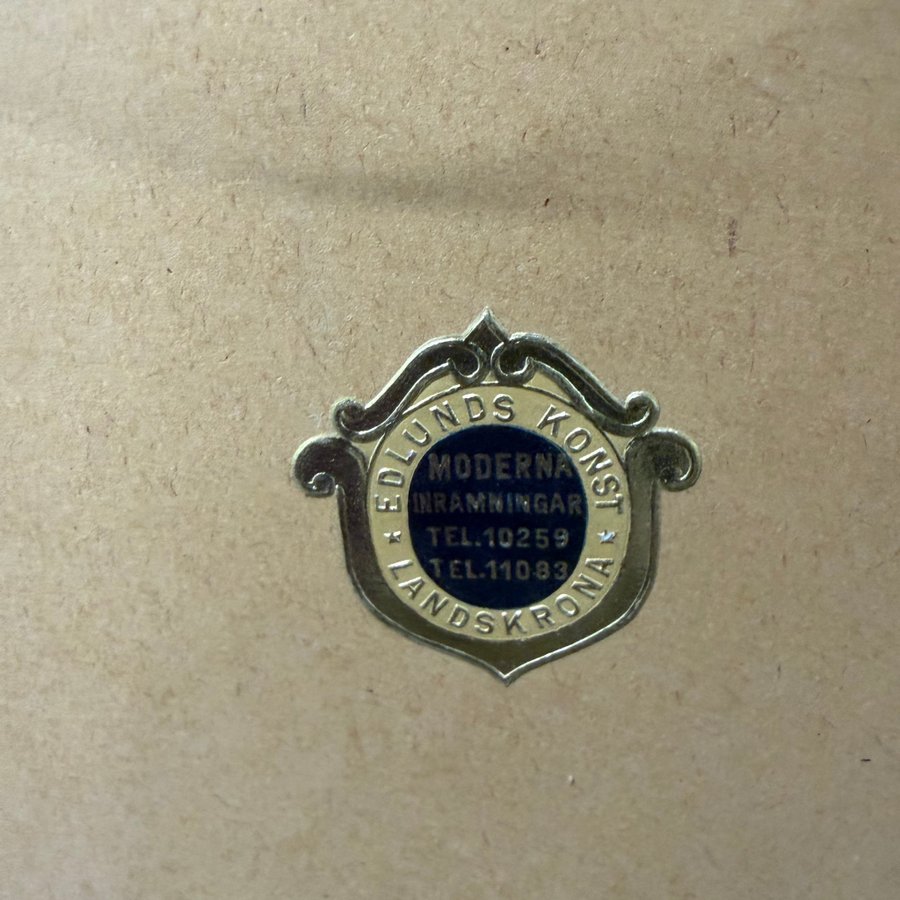 EDLUNDS KONST
MODERNA
INRAMNINGAR
TEL.10259
TEL.11083
LANDSKRONA